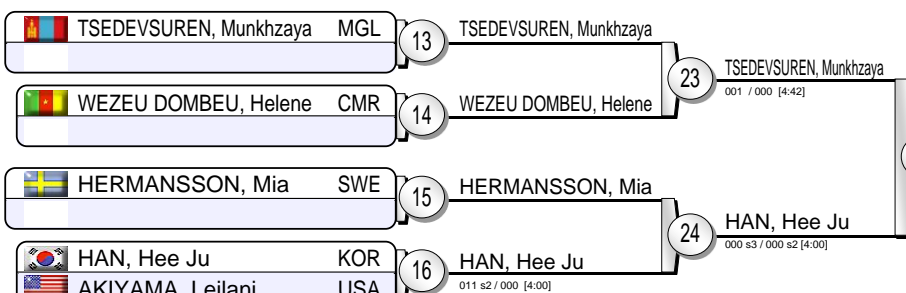 TSEDEVSUREN, Munkhzaya MGL
13
TSEDEVSUREN, Munkhzaya
23
TSEDEVSUREN, Munkhzaya
001 / 000 [4:42]
WEZEU DOMBEU, Helene CMR
14
WEZEU DOMBEU, Helene
HERMANSSON, Mia SWE
15
HERMANSSON, Mia
24
HAN, Hee Ju
000 s3 / 000 s2 [4:00]
HAN, Hee Ju KOR
16
HAN, Hee Ju
011 s2 / 000 [4:00]
AKIYAMA, Leilani USA